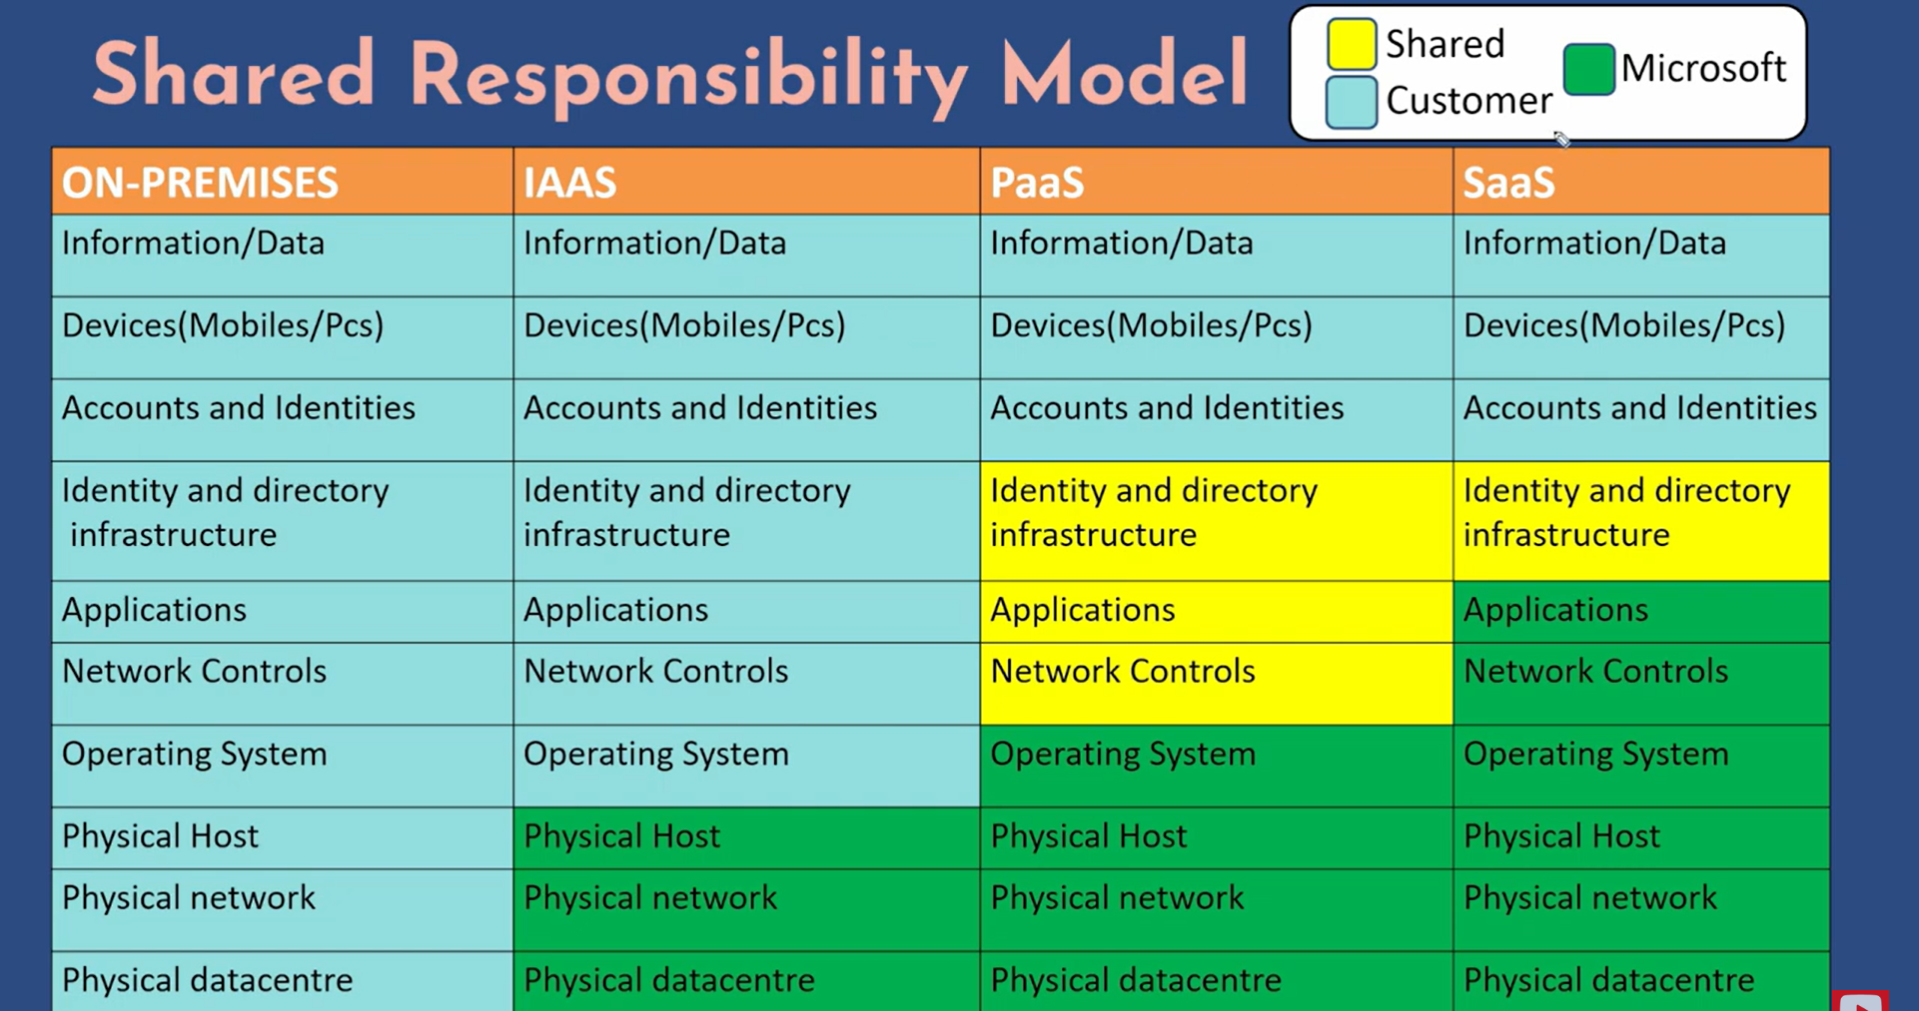 Shared Responsibility Model
Shared
Customer
Microsoft
ON-PREMISES IAAS PaaS SaaS
Information/Data Information/Data Information/Data Information/Data
Devices(Mobiles/Pcs) Devices(Mobiles/Pcs) Devices(Mobiles/Pcs) Devices(Mobiles/Pcs)
Accounts and Identities Accounts and Identities Accounts and Identities Accounts and Identities
Identity and directory Identity and directory Identity and directory Identity and directory
infrastructure infrastructure infrastructure infrastructure
Applications Applications Applications Applications
Network Controls Network Controls Network Controls Network Controls
Operating System Operating System Operating System Operating System
Physical Host Physical Host Physical Host Physical Host
Physical network Physical network Physical network Physical network
Physical datacentre Physical datacentre Physical datacentre Physical datacentre